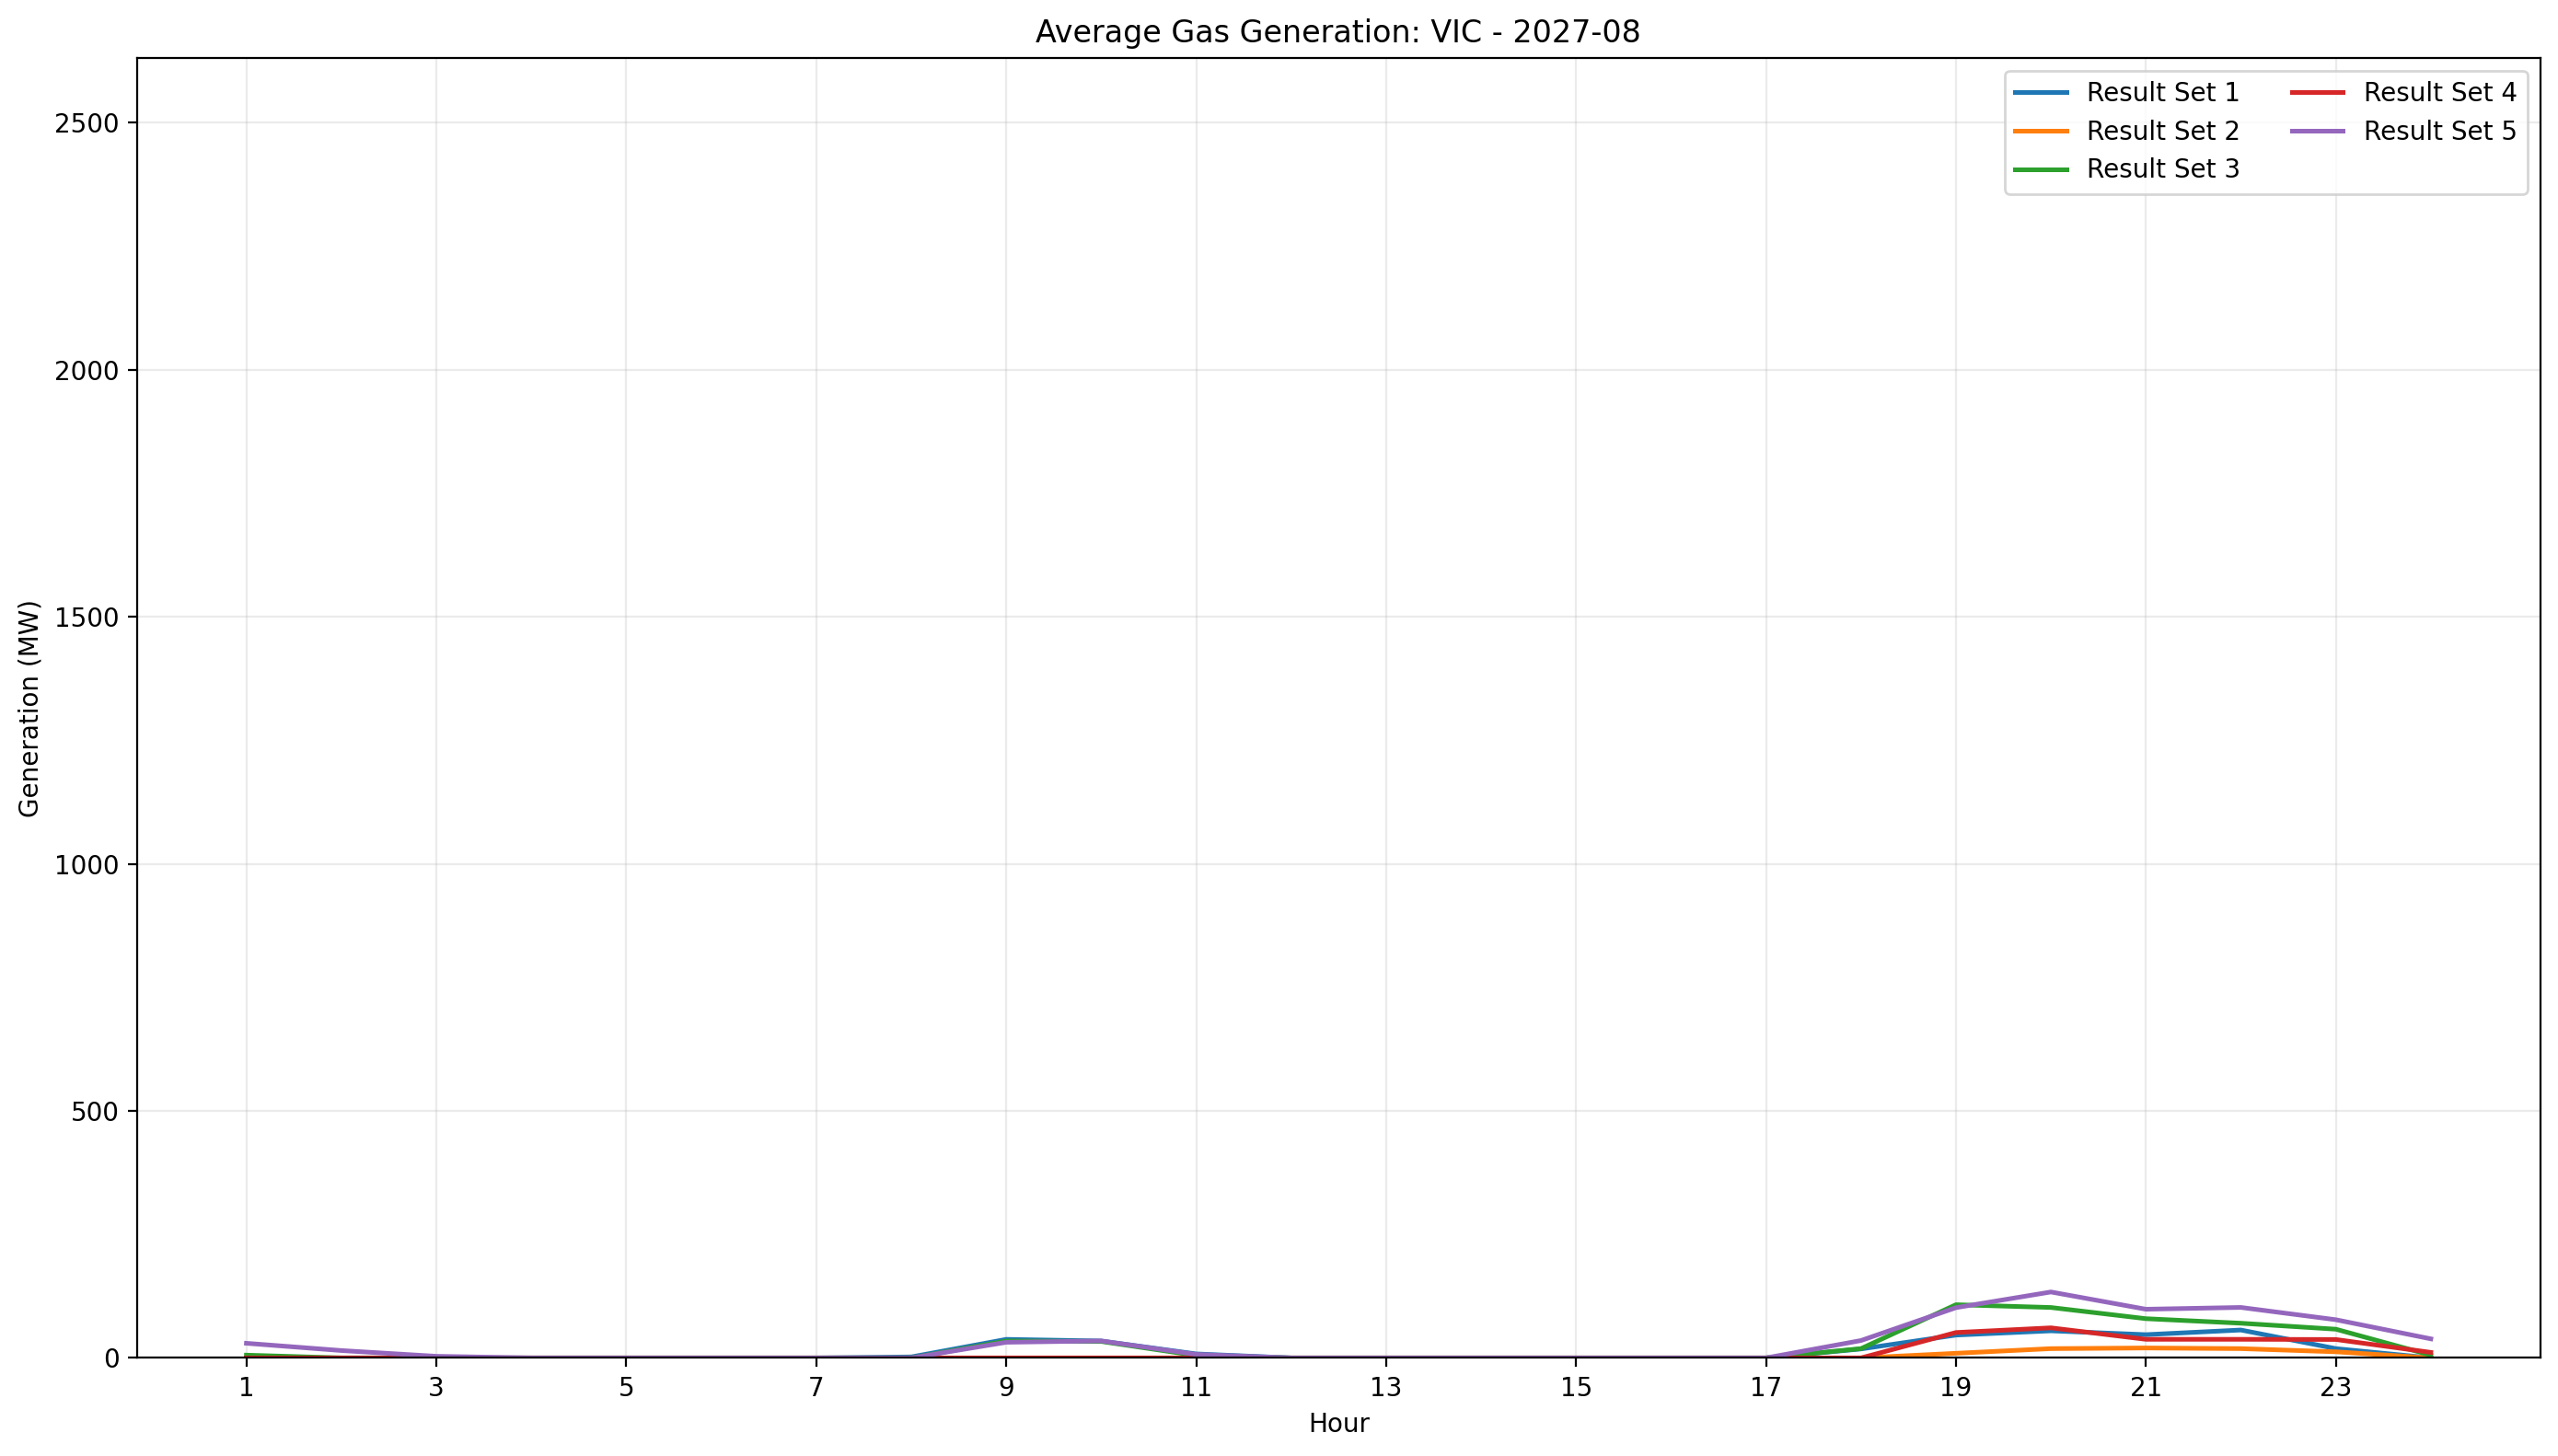 Average Gas Generation: VIC - 2027-08
Result Set 1
Result Set 2
Result Set 3
Result Set 4
Result Set 5
Generation (MW)
2500
2000
1500
1000
500
0
1 3 5 7 9 11 13 15 17 19 21 23
Hour